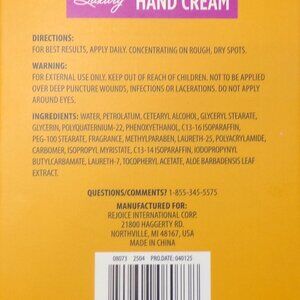 Luxury HAND CREAM
DIRECTIONS:
FOR BEST RESULTS, APPLY DAILY. CONCENTRATING ON ROUGH, DRY SPOTS.
WARNING:
FOR EXTERNAL USE ONLY. KEEP OUT OF REACH OF CHILDREN. NOT TO BE APPLIED
OVER DEEP PUNCTURE WOUNDS, INFECTIONS OR LACERATIONS. DO NOT APPLY
AROUND EYES.
INGREDIENTS: WATER, PETROLATUM, CETEARYL ALCOHOL, GLYCERYL STEARATE,
GLYCERIN, POLYQUATERNIUM-22, PHENOXYETHANOL, C13-16 ISOPARAFFIN,
PEG-100 STEARATE, FRAGRANCE, METHYLPARABEN, LAURETH-25, POLYACRYLAMIDE,
CARBOMER, ISOPROPYL, MYRSTATE, C13-14 ISOPARAFFIN, IODOPROPYNYL
BUTYLCARBAMATE, LAURETH-7, TOCOPHERYL ACETATE, ALOE BARBADENSIS LEAF
EXTRACT.
QUESTIONS/COMMENTS? 1-855-345-5575
MANUFACTURED FOR:
REJOICE INTERNATIONAL CORP.
21800 HAGGERTY RD.
NORTHVILLE, MI 48167, USA
MADE IN CHINA
08073 2504 PRO.DATE: 040125